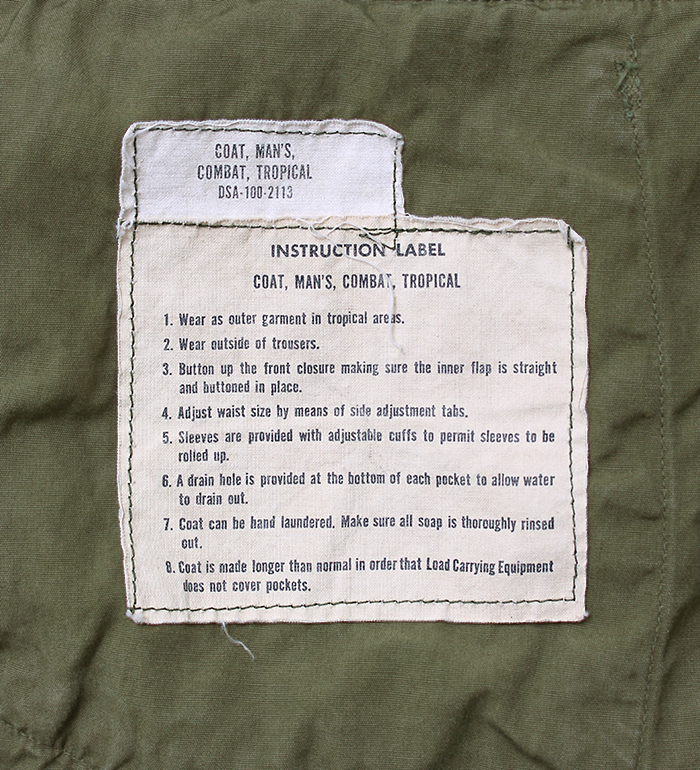 COAT, MAN'S,
COMBAT, TROPICAL
DSA-100-2113
INSTRUCTION LABEL
COAT, MAN'S, COMBAT, TROPICAL
1. Wear as outer garment in tropical areas.
2. Wear outside of trousers.
3. Button up the front closure making sure the inner flap is straight
and buttoned in place.
4. Adjust waist size by means of side adjustment tabs.
5. Sleeves are provided with adjustable cuffs to permit sleeves to be
rolled up.
6. A drain hole is provided at the bottom of each pocket to allow water
to drain out.
7. Coat can be hand laundered. Make sure all soap is thoroughly rinsed
out.
8. Coat is made longer than normal in order that Load Carrying Equipment
does not cover pockets.